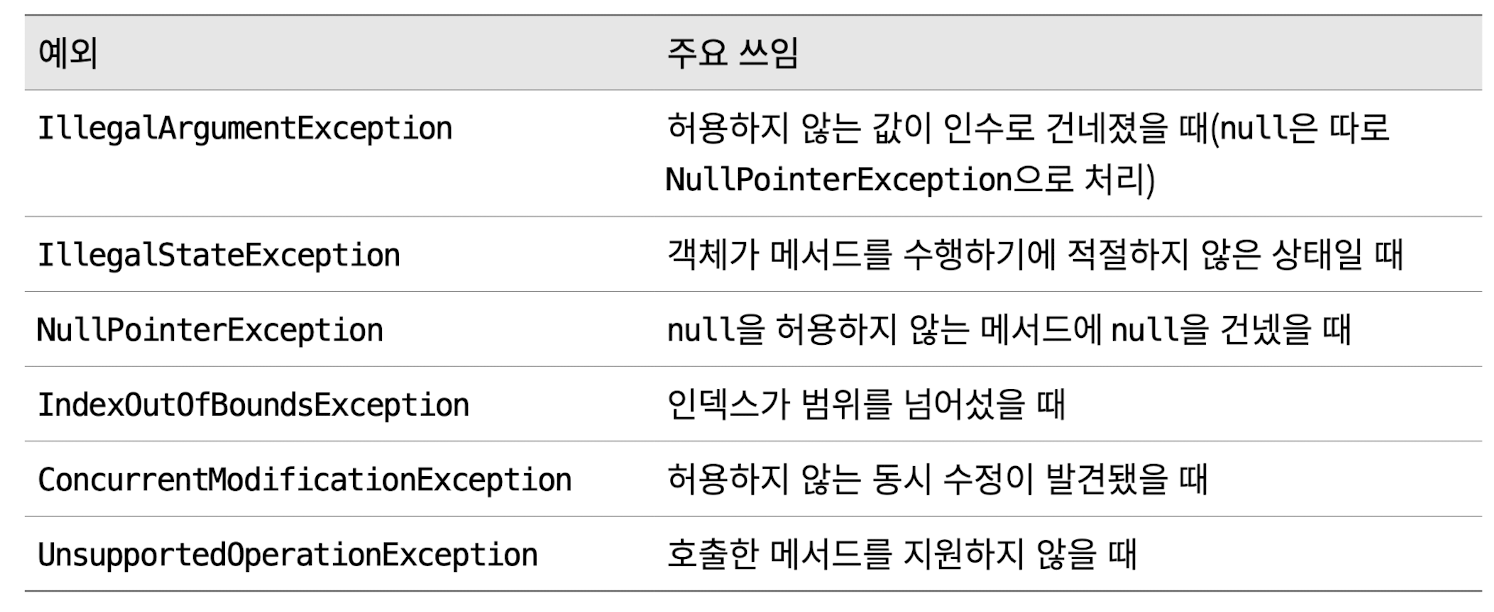 예외 주요 쓰임
IllegalArgumentException 허용하지 않는 값이 인수로 건네졌을 때(null은 따로
NullPointerException으로 처리)
IllegalStateException 객체가 메서드를 수행하기에 적절하지 않은 상태일 때
NullPointerException null을 허용하지 않는 메서드에 null을 건넸을 때
IndexOutOfBoundsException 인덱스가 범위를 넘어섰을 때
ConcurrentModificationException 허용하지 않는 동시 수정이 발견됐을 때
UnsupportedOperationException 호출한 메서드를 지원하지 않을 때